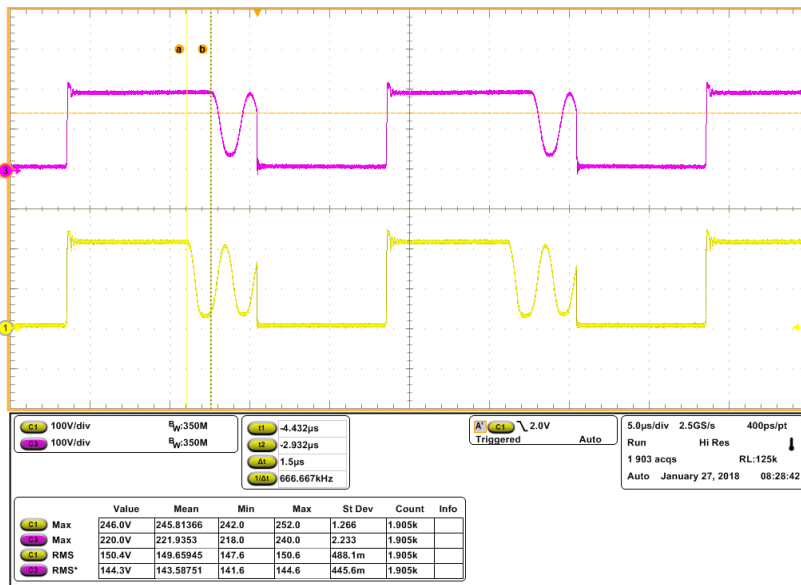 a b
3
1
C1 100V/div BW:350M
C3 100V/div BW:350M
t1 -4.432µs
t2 -2.932µs
Δt 1.5µs
1/Δt 666.667kHz
A' C1 2.0V
Triggered Auto
5.0µs/div 2.5GS/s 400ps/pt
Run Hi Res
1 903 acqs RL:125k
Auto January 27, 2018 08:28:42
Value Mean Min Max St Dev Count Info
C1 Max 246.0V 245.81366 242.0 252.0 1.266 1.905k
C3 Max 220.0V 221.9353 218.0 240.0 2.233 1.905k
C1 RMS 150.4V 149.65945 147.6 150.6 488.1m 1.905k
C3 RMS* 144.3V 143.58751 141.6 144.6 445.6m 1.905k